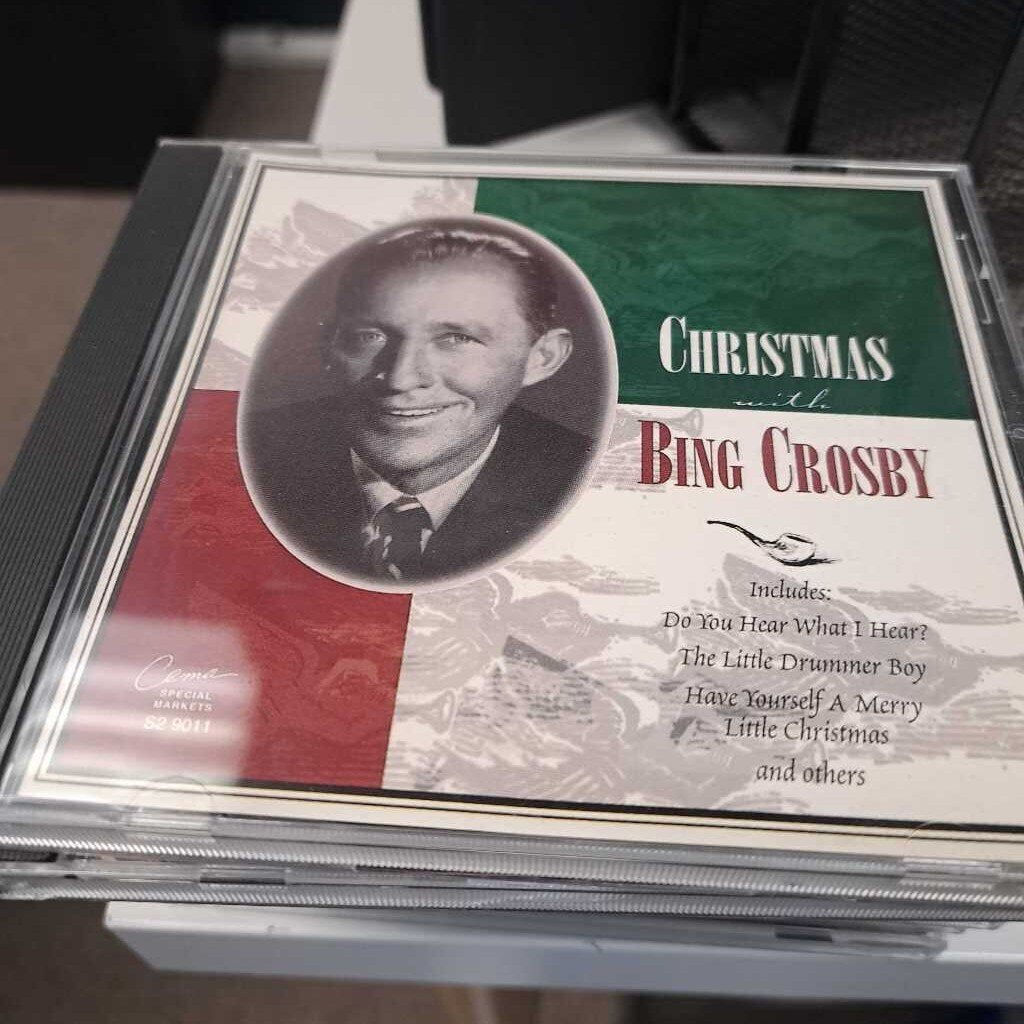 CHRISTMAS
with
BING CROSBY
Includes:
Do You Hear What I Hear?
The Little Drummer Boy
Have Yourself A Merry
Little Christmas
and others
Cema
SPECIAL
MARKETS
S2 9011